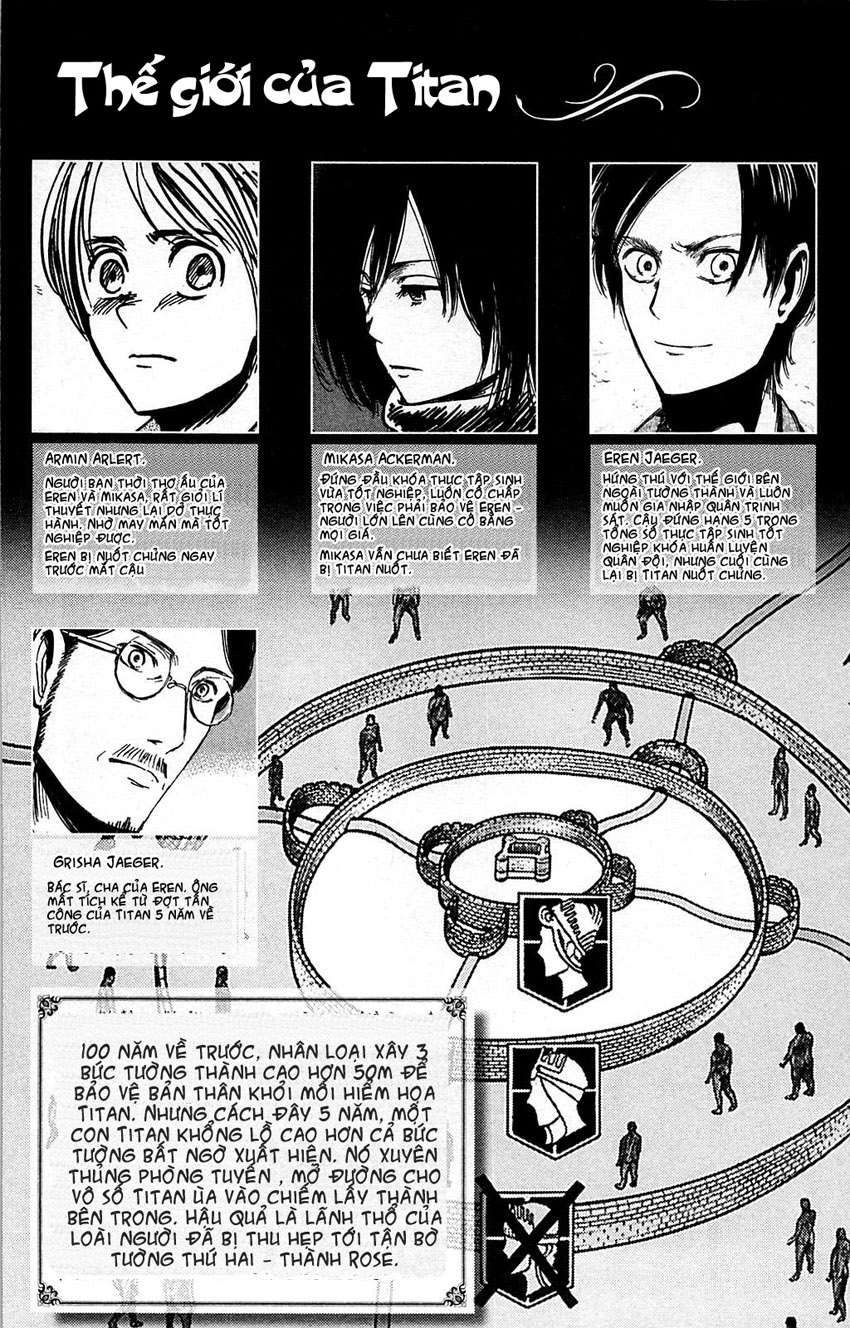 Thế giới của Titan
Armin Arlert.
Người bạn thời thơ ấu của
Eren và Mikasa, rất giỏi lí
thuyết nhưng lại dở thực
hành. Nhờ may mắn mà tốt
nghiệp được.
Eren bị nuốt chửng ngay
trước mắt cậu
Mikasa Ackerman.
Đứng đầu khóa thực tập sinh
vừa tốt nghiệp, luôn cố chấp
trong việc phải bảo vệ Eren -
người lớn lên cùng cô bằng
mọi giá.
Mikasa vẫn chưa biết Eren đã
bị Titan nuốt.
Eren Jaeger.
Hứng thú với thế giới bên
ngoài tường thành và luôn
muốn gia nhập Quân trinh
sát. Cậu đứng hạng 5 trong
tổng số thực tập sinh tốt
nghiệp khóa huấn luyện
quân đội, nhưng cuối cùng
lại bị Titan nuốt chửng.
Grisha Jaeger.
Bác sĩ, cha của Eren. Ông
mất tích kể từ đợt tấn
công của Titan 5 năm về
trước.
100 năm về trước, nhân loại xây 3
bức tường thành cao hơn 50m để
bảo vệ bản thân khỏi mối hiểm họa
Titan. Nhưng cách đây 5 năm, một
con Titan khổng lồ cao hơn cả bức
tường bất ngờ xuất hiện. Nó xuyên
thủng phòng tuyến , mở đường cho
vô số Titan ùa vào chiếm lấy thành
bên trong. Hậu quả là lãnh thổ của
loài người đã bị thu hẹp tới tận bờ
tường thứ hai - thành Rose.